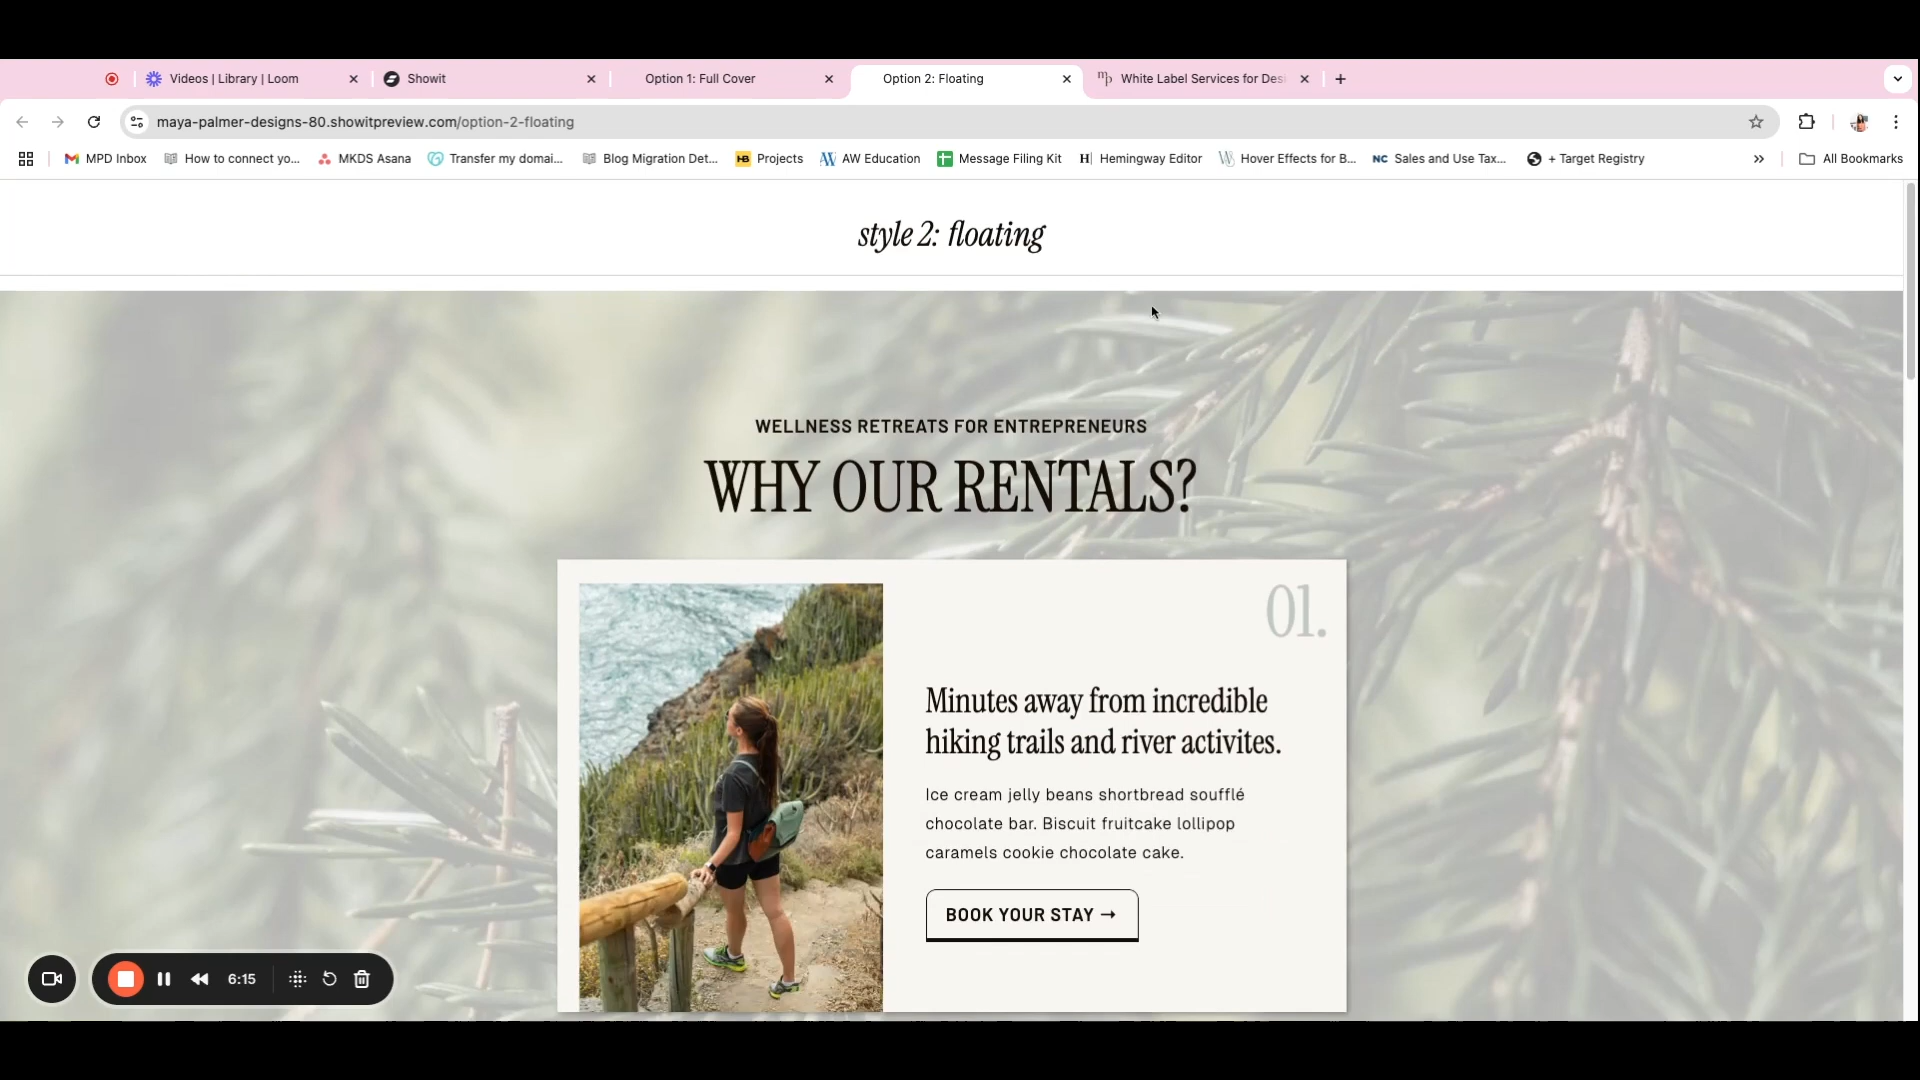 Videos | Library | Loom
Showit
Option 1: Full Cover
Option 2: Floating
White Label Services for Desi
maya-palmer-designs-80.showitpreview.com/option-2-floating
MPD Inbox
How to connect yo...
MKDS Asana
Transfer my domai...
Blog Migration Det...
HB Projects
AW Education
Message Filing Kit
H Hemingway Editor
Hover Effects for B...
NC Sales and Use Tax...
+ Target Registry
All Bookmarks
style 2: floating
WELLNESS RETREATS FOR ENTREPRENEURS
WHY OUR RENTALS?
01.
Minutes away from incredible
hiking trails and river activites.
Ice cream jelly beans shortbread soufflé
chocolate bar. Biscuit fruitcake lollipop
caramels cookie chocolate cake.
BOOK YOUR STAY →
6:15